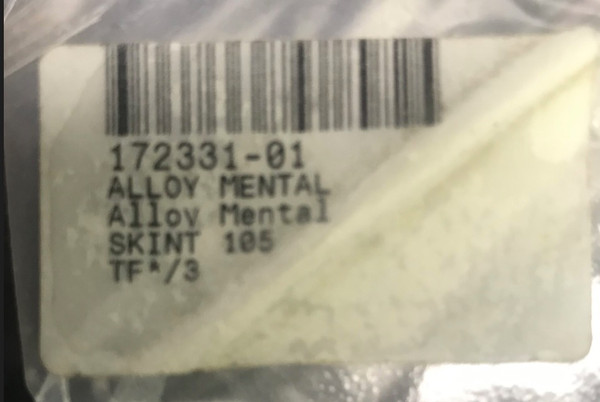 172331-01
ALLOY MENTAL
Alloy Mental
SKINT 105
TF*/3